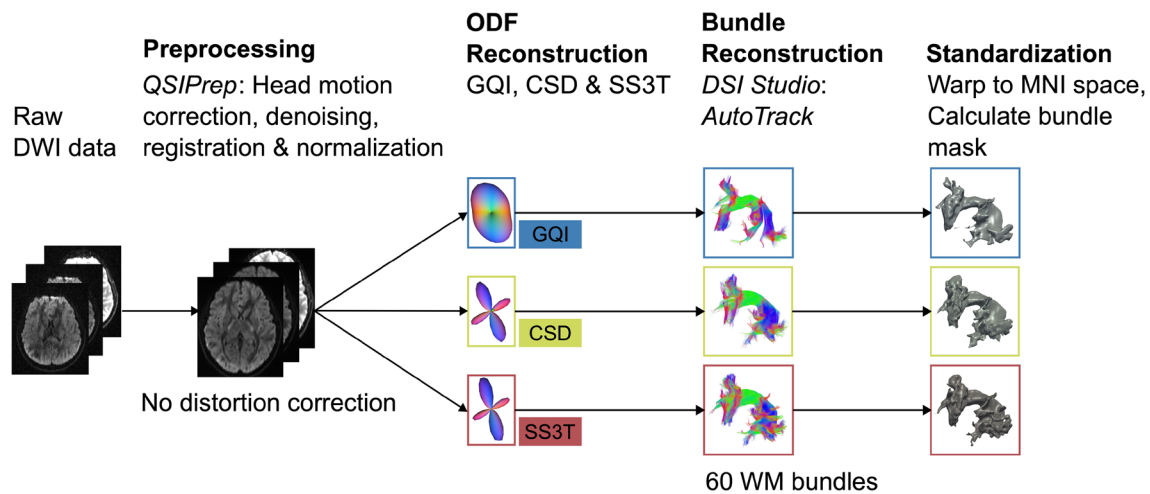 Raw
DWI data
Preprocessing
QSIPrep: Head motion
correction, denoising,
registration & normalization
No distortion correction
ODF
Reconstruction
GQI, CSD & SS3T
GQI
CSD
SS3T
Bundle
Reconstruction
DSI Studio:
AutoTrack
60 WM bundles
Standardization
Warp to MNI space,
Calculate bundle
mask